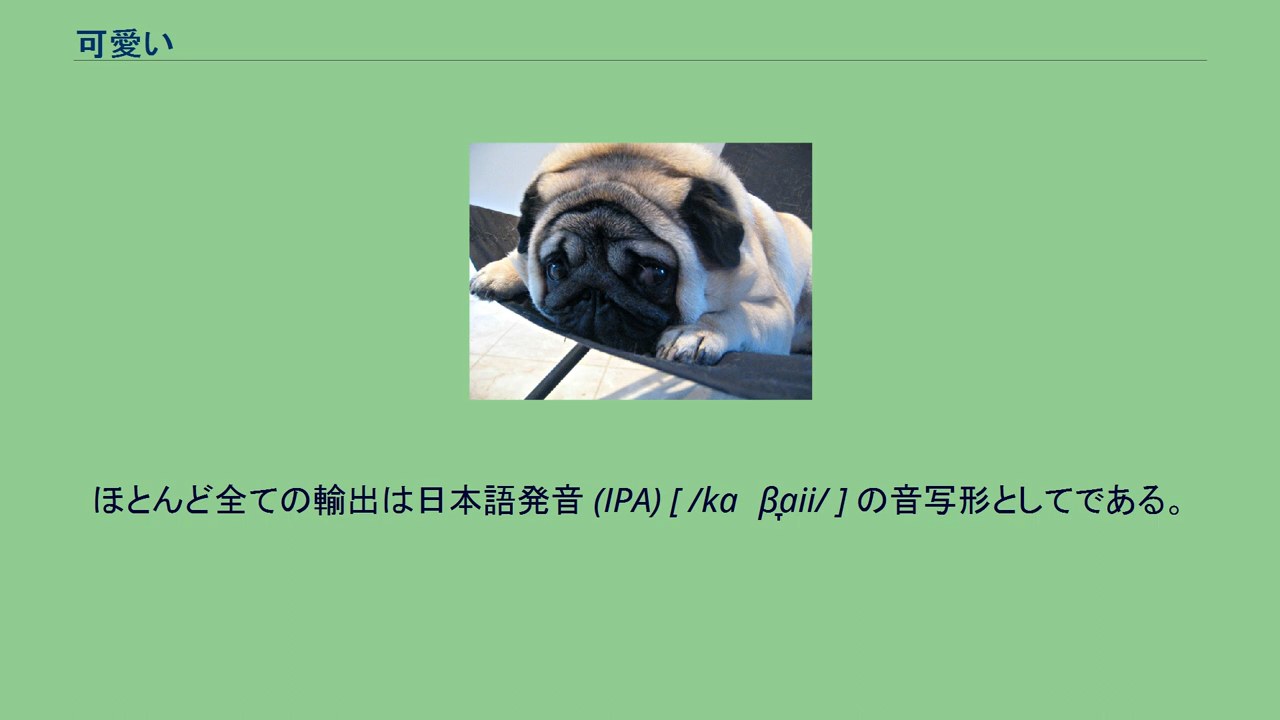 可愛い
ほとんど全ての輸出は日本語発音 (IPA) [ /ka β̞aii/ ] の音写形としてである。